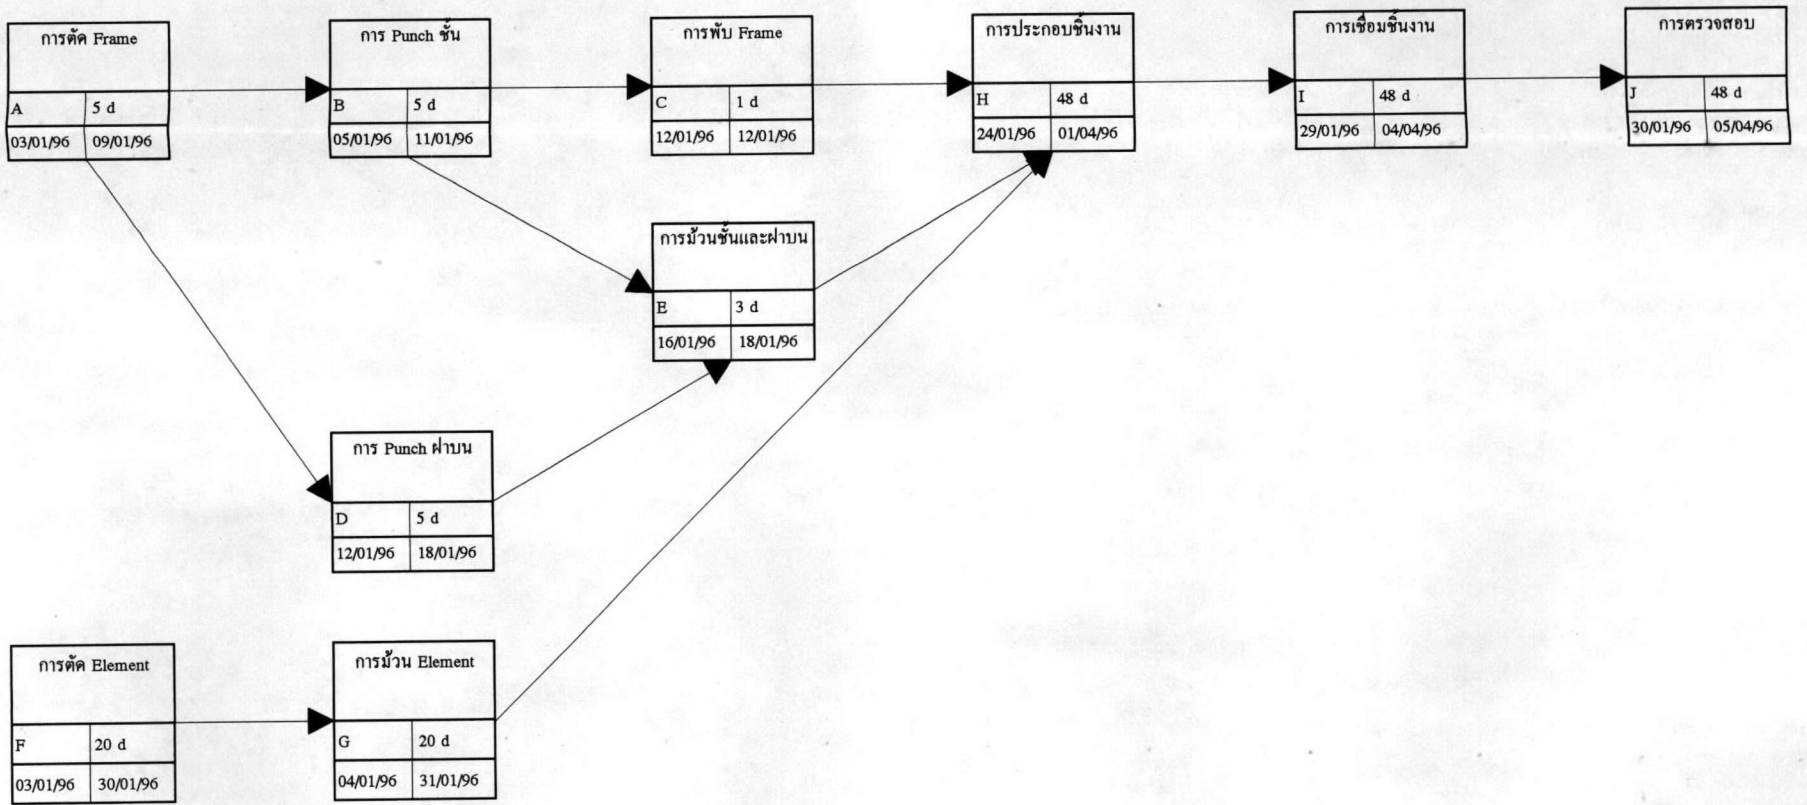 การตัด Frame
A 5 d
03/01/96 09/01/96
การ Punch ชั้น
B 5 d
05/01/96 11/01/96
การพับ Frame
C 1 d
12/01/96 12/01/96
การประกอบชิ้นงาน
H 48 d
24/01/96 01/04/96
การเชื่อมชิ้นงาน
I 48 d
29/01/96 04/04/96
การตรวจสอบ
J 48 d
30/01/96 05/04/96
การม้วนชั้นและฝาบน
E 3 d
16/01/96 18/01/96
การ Punch ฝาบน
D 5 d
12/01/96 18/01/96
การตัด Element
F 20 d
03/01/96 30/01/96
การม้วน Element
G 20 d
04/01/96 31/01/96